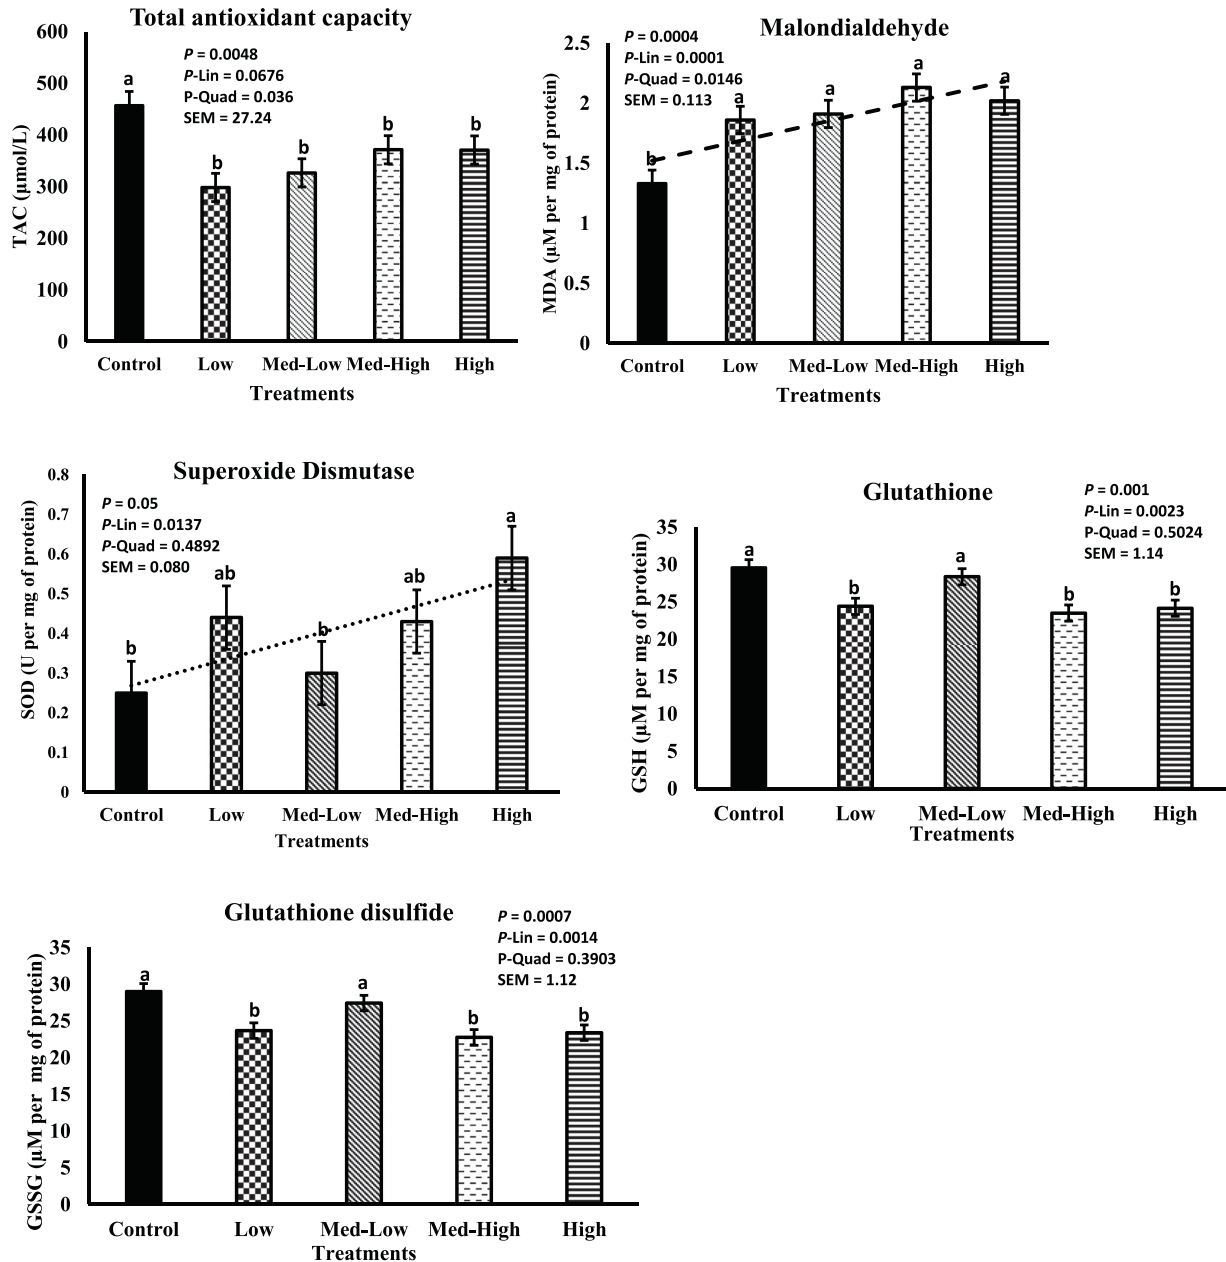 Total antioxidant capacity
P = 0.0048
P-Lin = 0.0676
P-Quad = 0.036
SEM = 27.24
TAC (µmol/L)
600
500
400
300
200
100
0
a
b
b
b
b
Control Low Med-Low Med-High High
Treatments
Malondialdehyde
P = 0.0004
P-Lin = 0.0001
P-Quad = 0.0146
SEM = 0.113
MDA (µM per mg of protein)
2.5
2
1.5
1
0.5
0
b
a
a
a
a
Control Low Med-Low Med-High High
Treatments
Superoxide Dismutase
P = 0.05
P-Lin = 0.0137
P-Quad = 0.4892
SEM = 0.080
SOD (U per mg of protein)
0.8
0.7
0.6
0.5
0.4
0.3
0.2
0.1
0
b
ab
b
ab
a
Control Low Med-Low Med-High High
Treatments
Glutathione
P = 0.001
P-Lin = 0.0023
P-Quad = 0.5024
SEM = 1.14
GSH (µM per mg of protein)
35
30
25
20
15
10
5
0
a
b
a
b
b
Control Low Med-Low Med-High High
Treatments
Glutathione disulfide
P = 0.0007
P-Lin = 0.0014
P-Quad = 0.3903
SEM = 1.12
GSSG (µM per mg of protein)
35
30
25
20
15
10
5
0
a
b
a
b
b
Control Low Med-Low Med-High High
Treatments